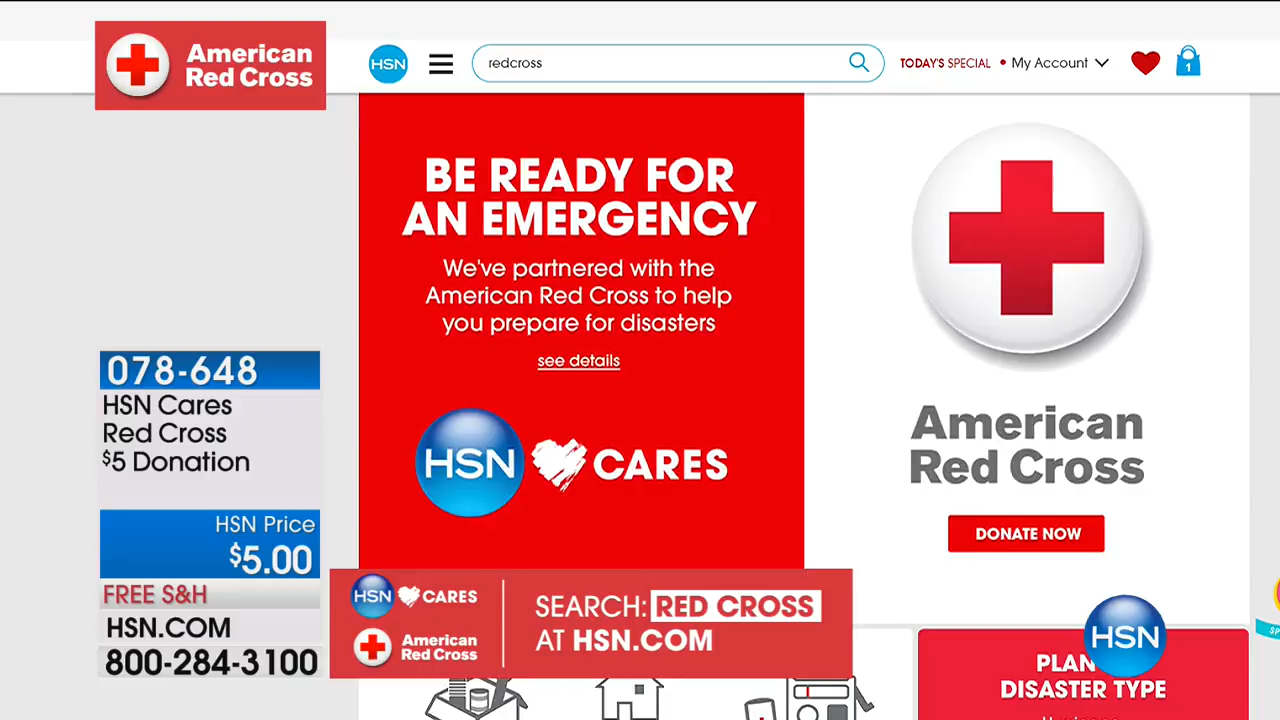 American
Red Cross
HSN
redcross
TODAY'S SPECIAL • My Account
1
BE READY FOR
AN EMERGENCY
We've partnered with the
American Red Cross to help
you prepare for disasters
see details
HSN CARES
American
Red Cross
DONATE NOW
078-648
HSN Cares
Red Cross
$5 Donation
HSN Price
$5.00
FREE S&H
HSN.COM
800-284-3100
HSN CARES
American
Red Cross
SEARCH: RED CROSS
AT HSN.COM
HSN
PLAN
DISASTER TYPE